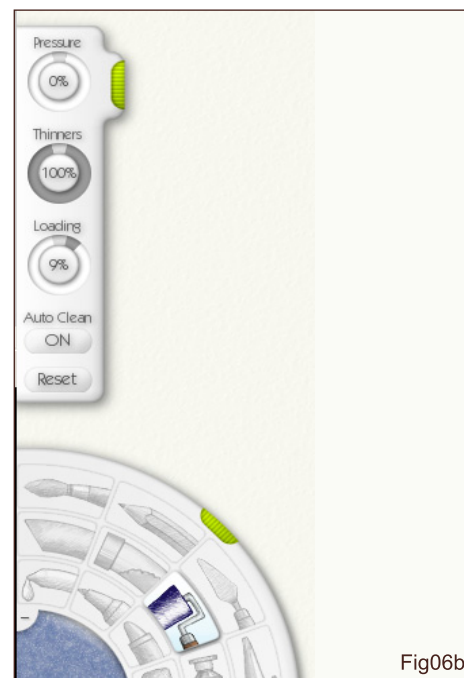 Pressure
0%
Thinners
100%
Loading
9%
Auto Clean
ON
Reset
–
Fig06b